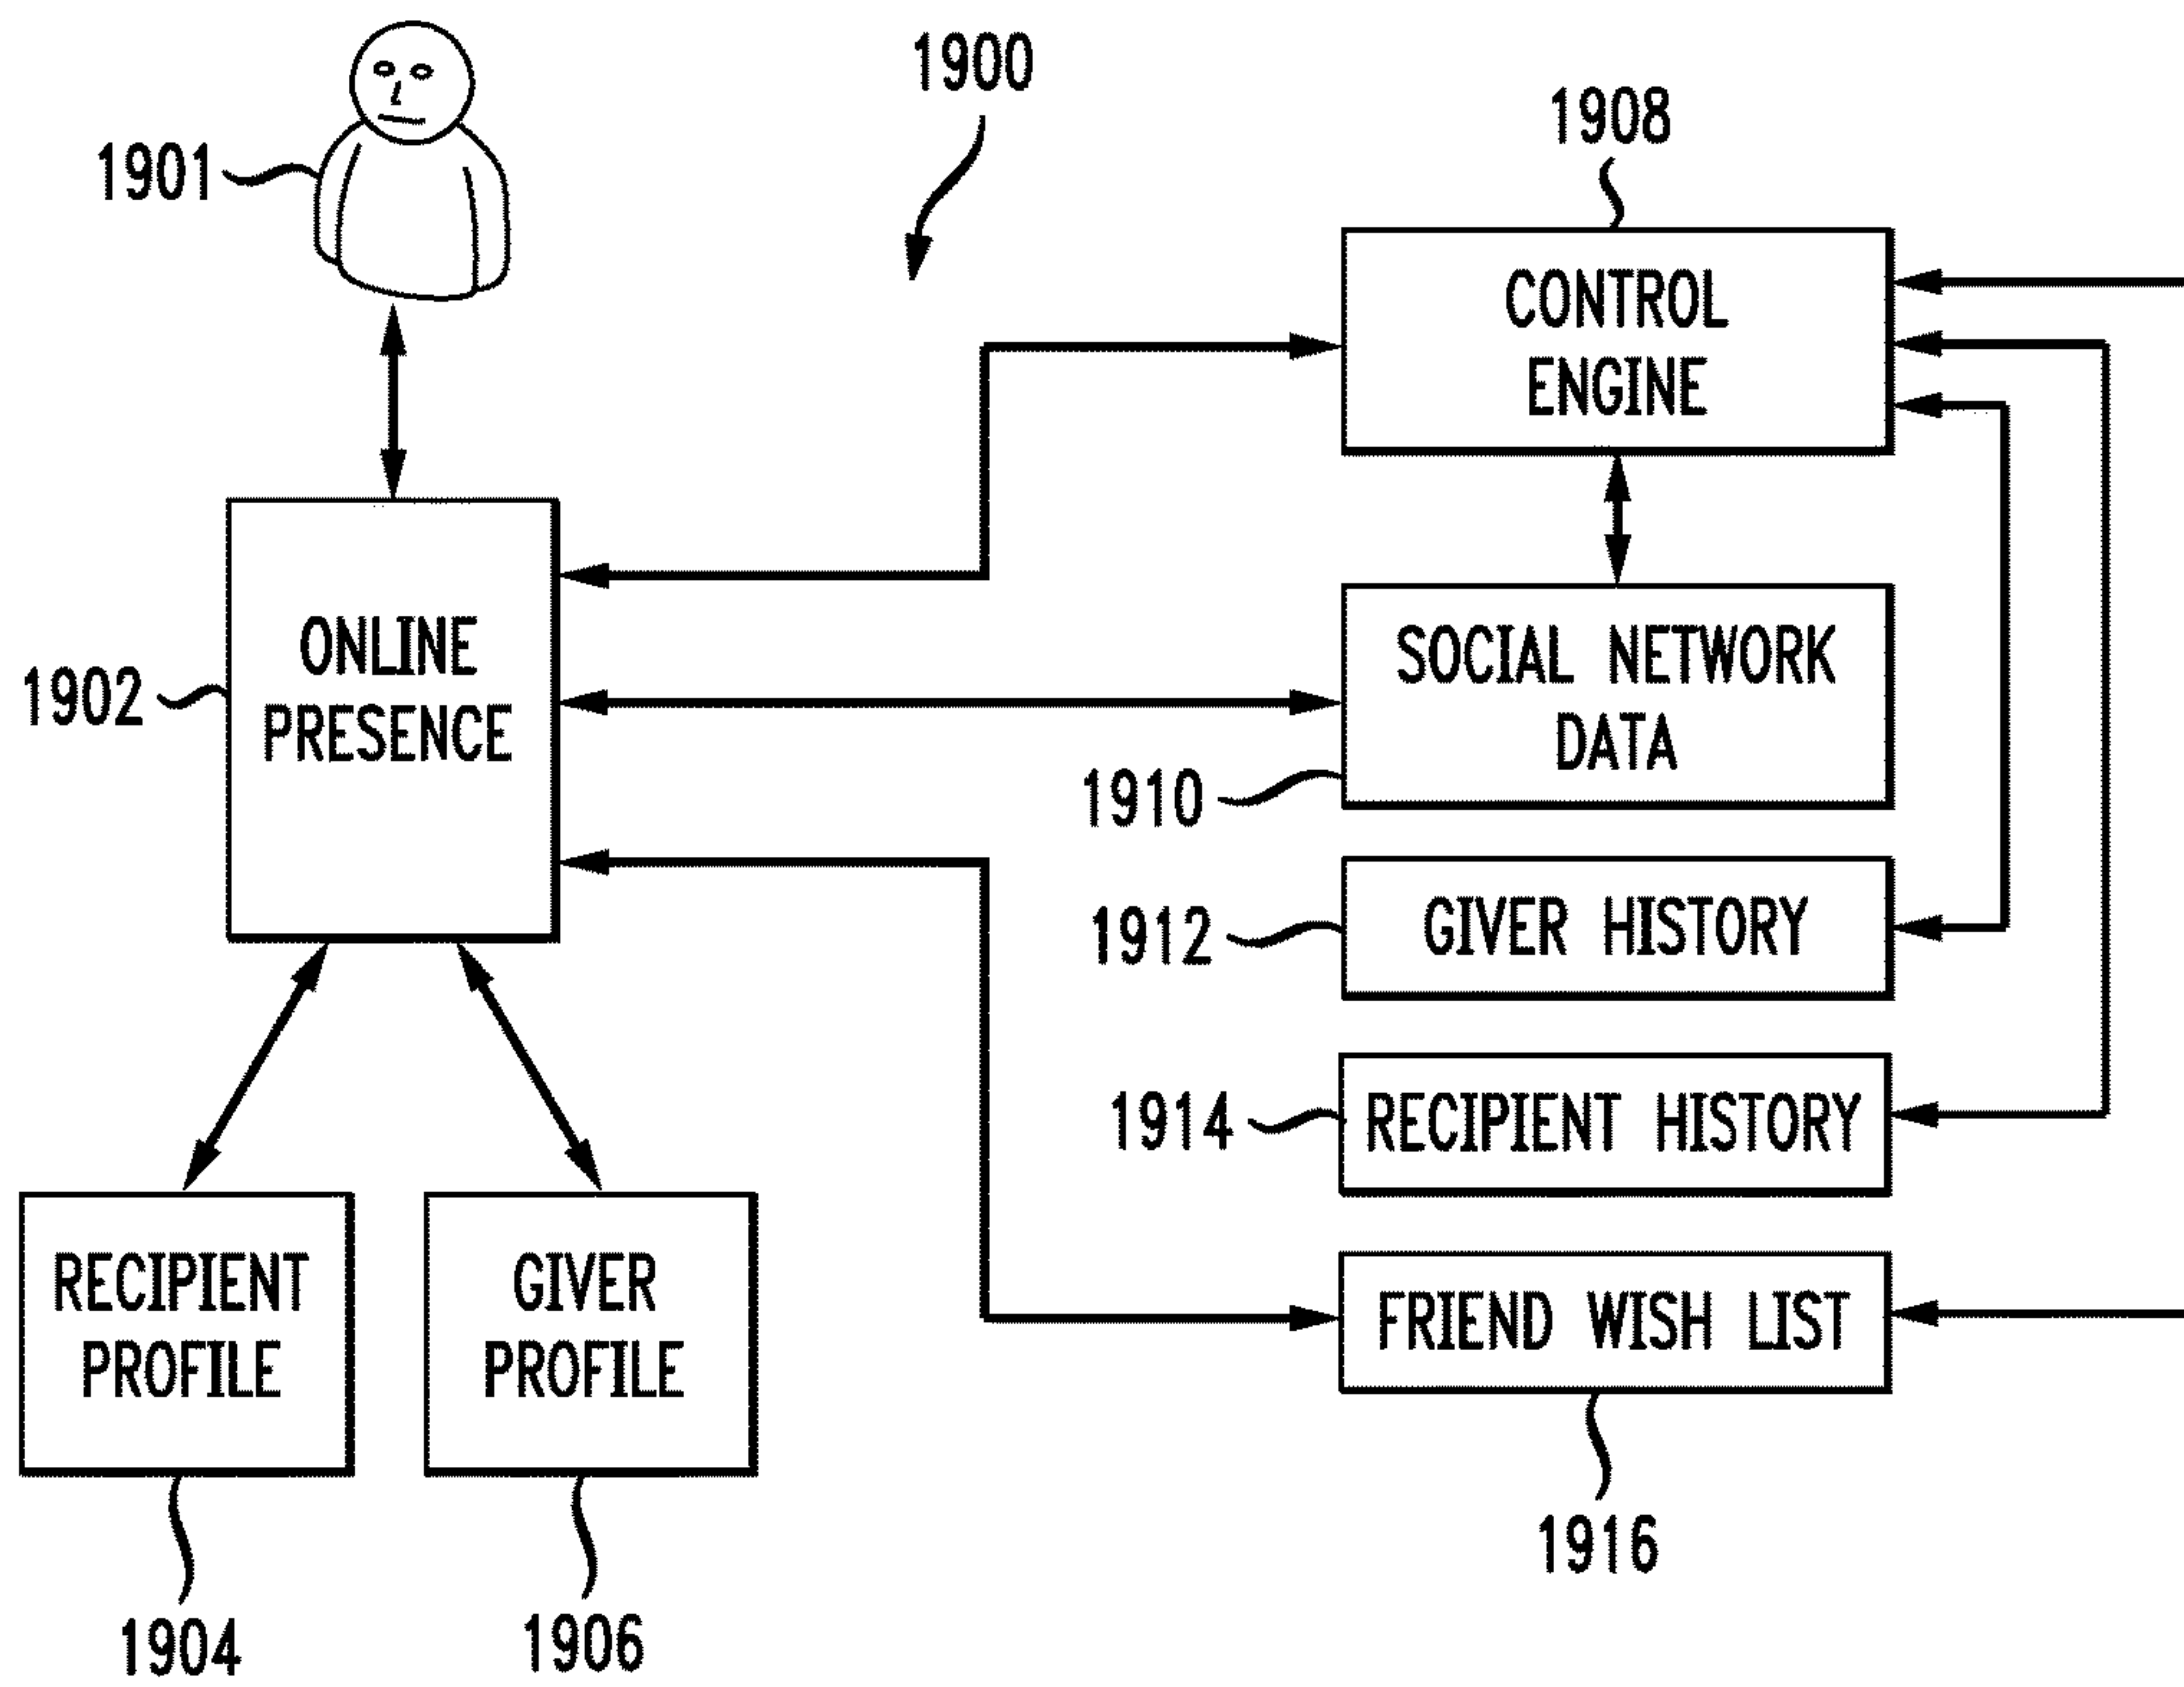 1900
1908
1901
CONTROL
ENGINE
ONLINE
PRESENCE
1902
SOCIAL NETWORK
DATA
1910
GIVER HISTORY
1912
1914
RECIPIENT HISTORY
RECIPIENT
PROFILE
GIVER
PROFILE
FRIEND WISH LIST
1916
1904
1906